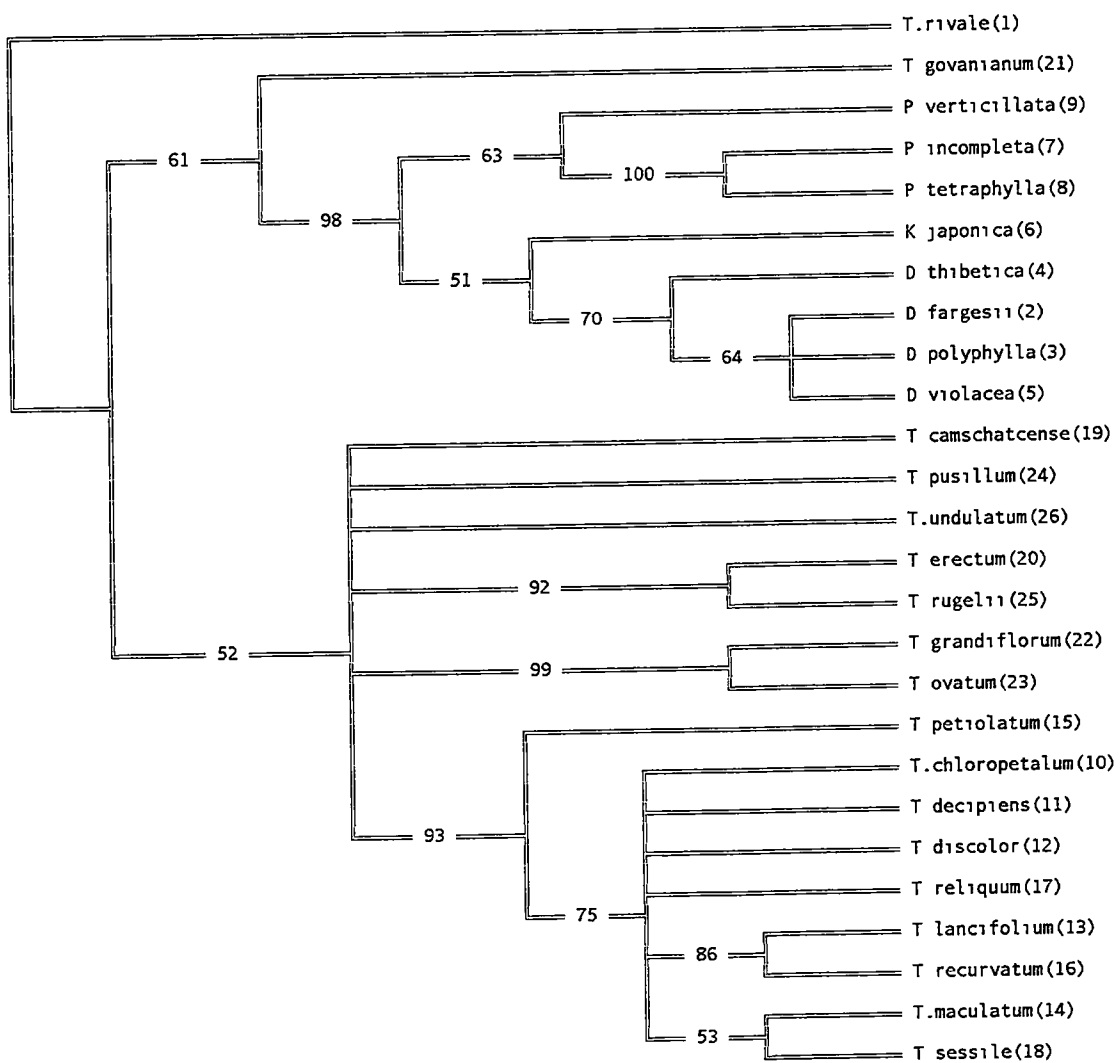 T.rivale(1)
T govanianum(21)
P verticillata(9)
61
63
P incompleta(7)
100
P tetraphylla(8)
98
K japonica(6)
D thibetica(4)
51
D fargesii(2)
70
D polyphylla(3)
64
D violacea(5)
T camschatcense(19)
T pusillum(24)
T.undulatum(26)
T erectum(20)
92
T rugelii(25)
T grandiflorum(22)
52
99
T ovatum(23)
T petiolatum(15)
T.chloropetalum(10)
T decipiens(11)
93
T discolor(12)
T reliquum(17)
75
T lancifolium(13)
86
T recurvatum(16)
T.maculatum(14)
53
T sessile(18)